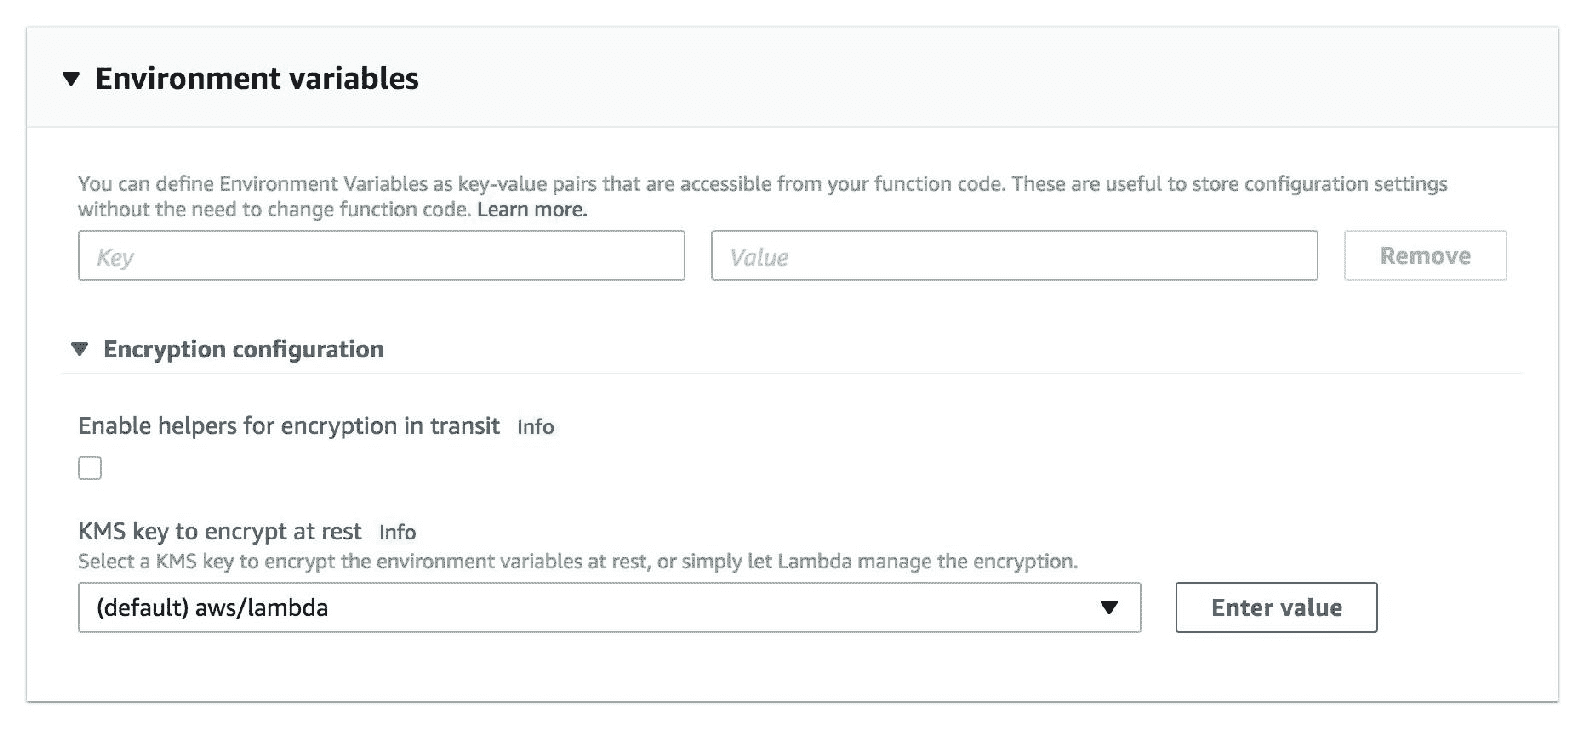 Environment variables
You can define Environment Variables as key-value pairs that are accessible from your function code. These are useful to store configuration settings
without the need to change function code. Learn more.
Key Value Remove
Encryption configuration
Enable helpers for encryption in transit Info
KMS key to encrypt at rest Info
Select a KMS key to encrypt the environment variables at rest, or simply let Lambda manage the encryption.
(default) aws/lambda Enter value